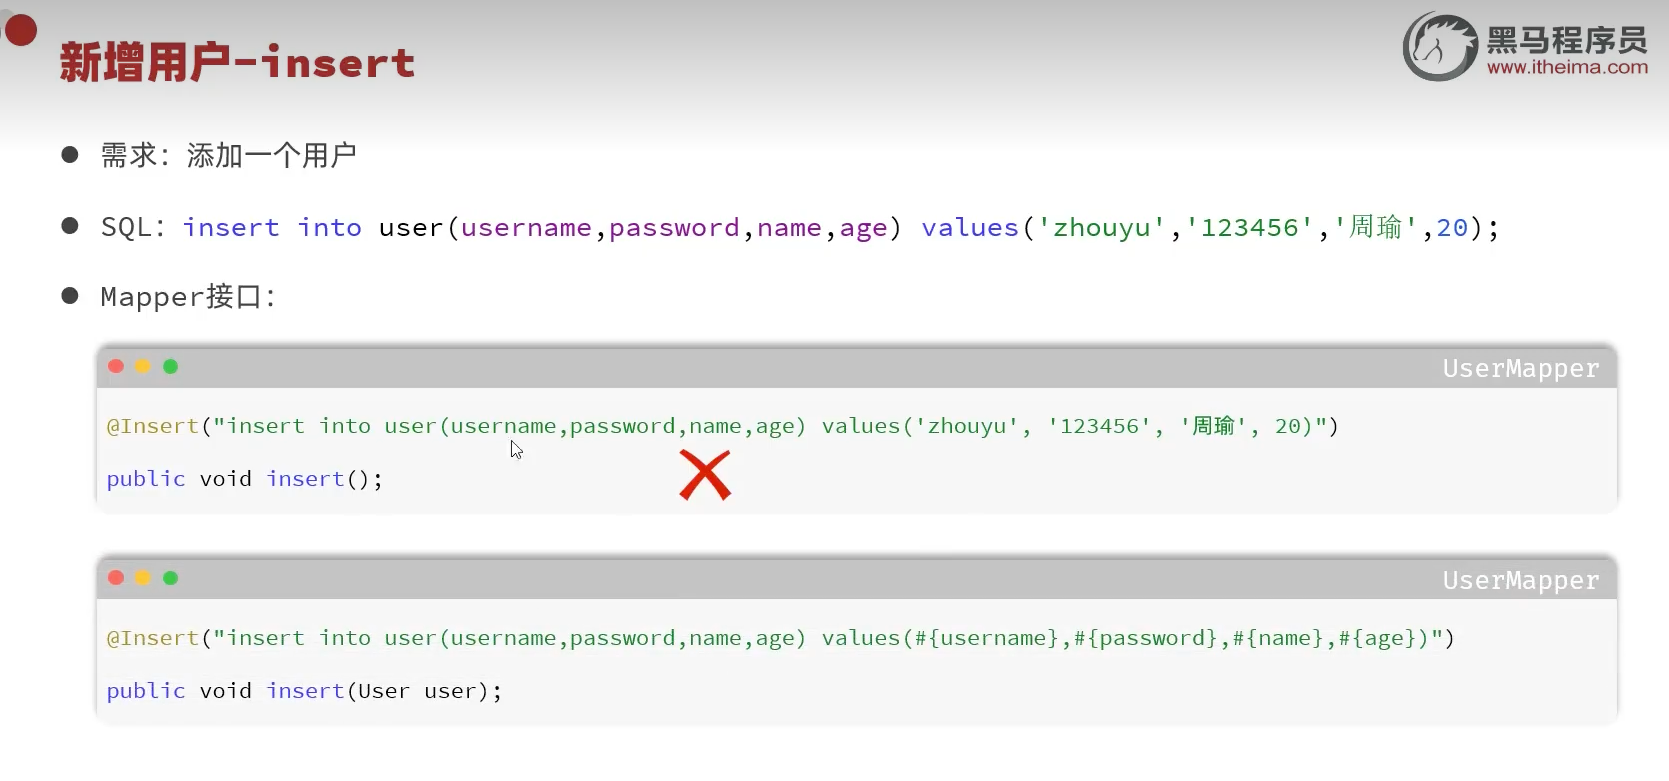 新增用户-insert
黑马程序员
www.itheima.com
需求：添加一个用户
SQL：insert into user(username,password,name,age) values('zhouyu','123456','周瑜',20);
Mapper接口：
UserMapper
@Insert("insert into user(username,password,name,age) values('zhouyu', '123456', '周瑜', 20)")
public void insert();
UserMapper
@Insert("insert into user(username,password,name,age) values(#{username},#{password},#{name},#{age})")
public void insert(User user);